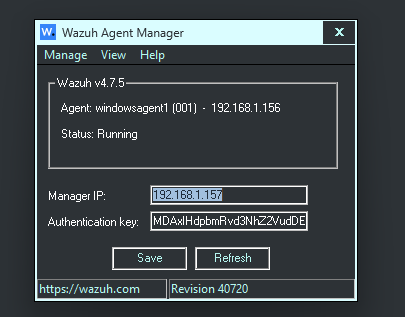 W. Wazuh Agent Manager X
Manage View Help
Wazuh v4.7.5
Agent: windowsagent1 (001) - 192.168.1.156
Status: Running
Manager IP: 192.168.1.157
Authentication key: MDAxIHdpbmRvd3NhZ2VudDE
Save Refresh
https://wazuh.com Revision 40720